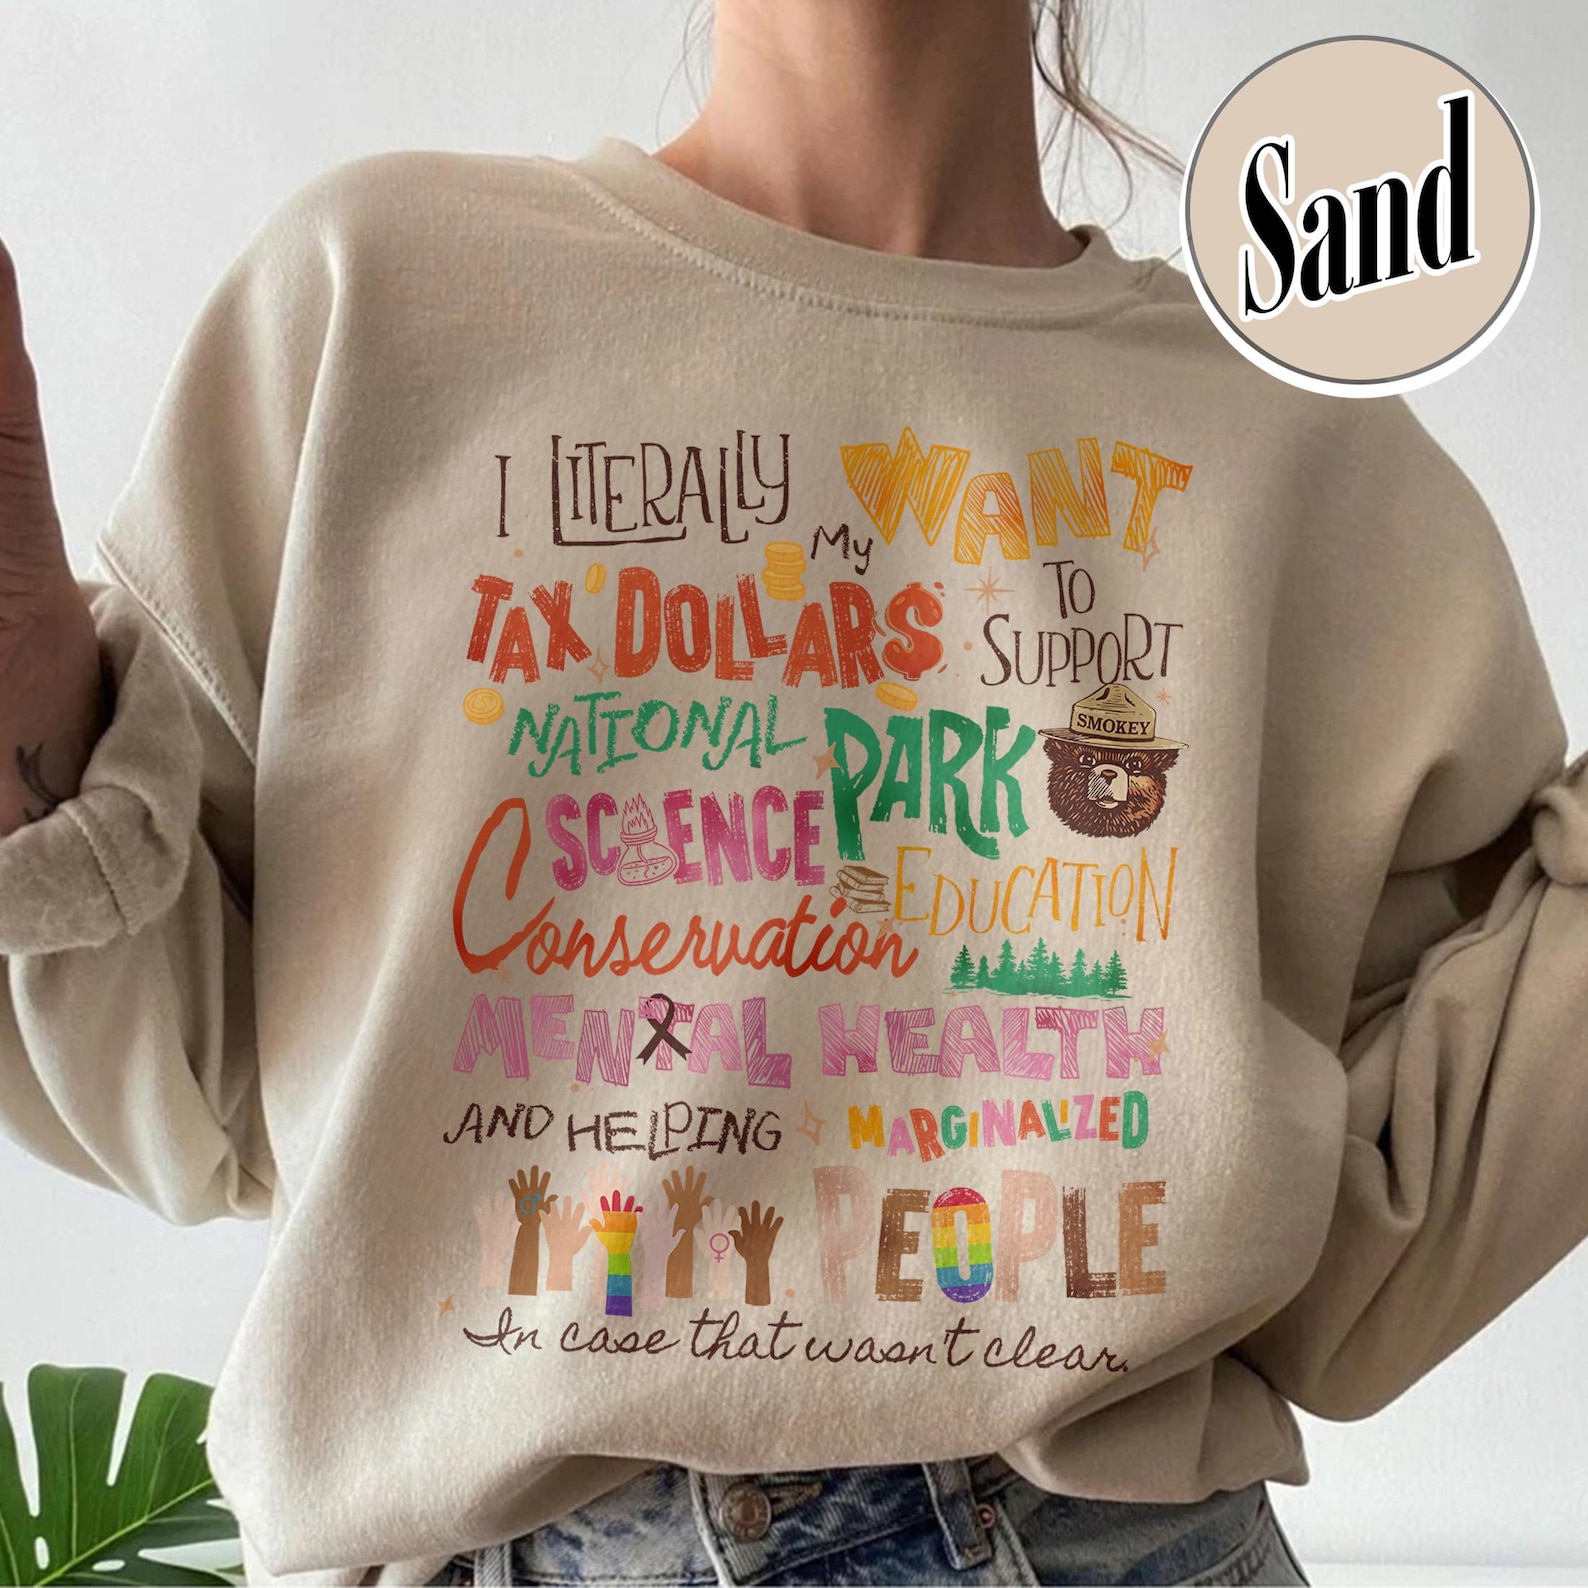 Sand
I LITERALLY WANT
MY
TAX DOLLARS TO
SUPPORT
NATIONAL PARK
SMOKEY
SCIENCE
EDUCATION
Conservation
MENTAL HEALTH
AND HELPING MARGINALIZED
PEOPLE
In case that wasn't clear.